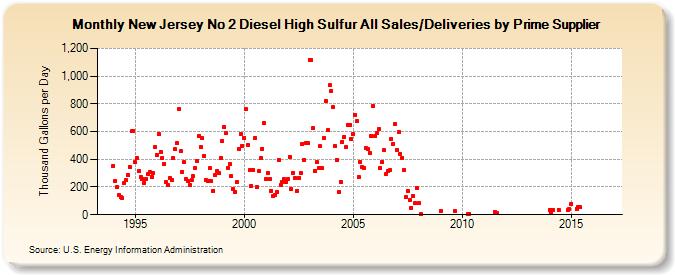 Monthly New Jersey No 2 Diesel High Sulfur All Sales/Deliveries by Prime Supplier
Thousand Gallons per Day
1,200
1,000
800
600
400
200
0
1995 2000 2005 2010 2015
Source: U.S. Energy Information Administration